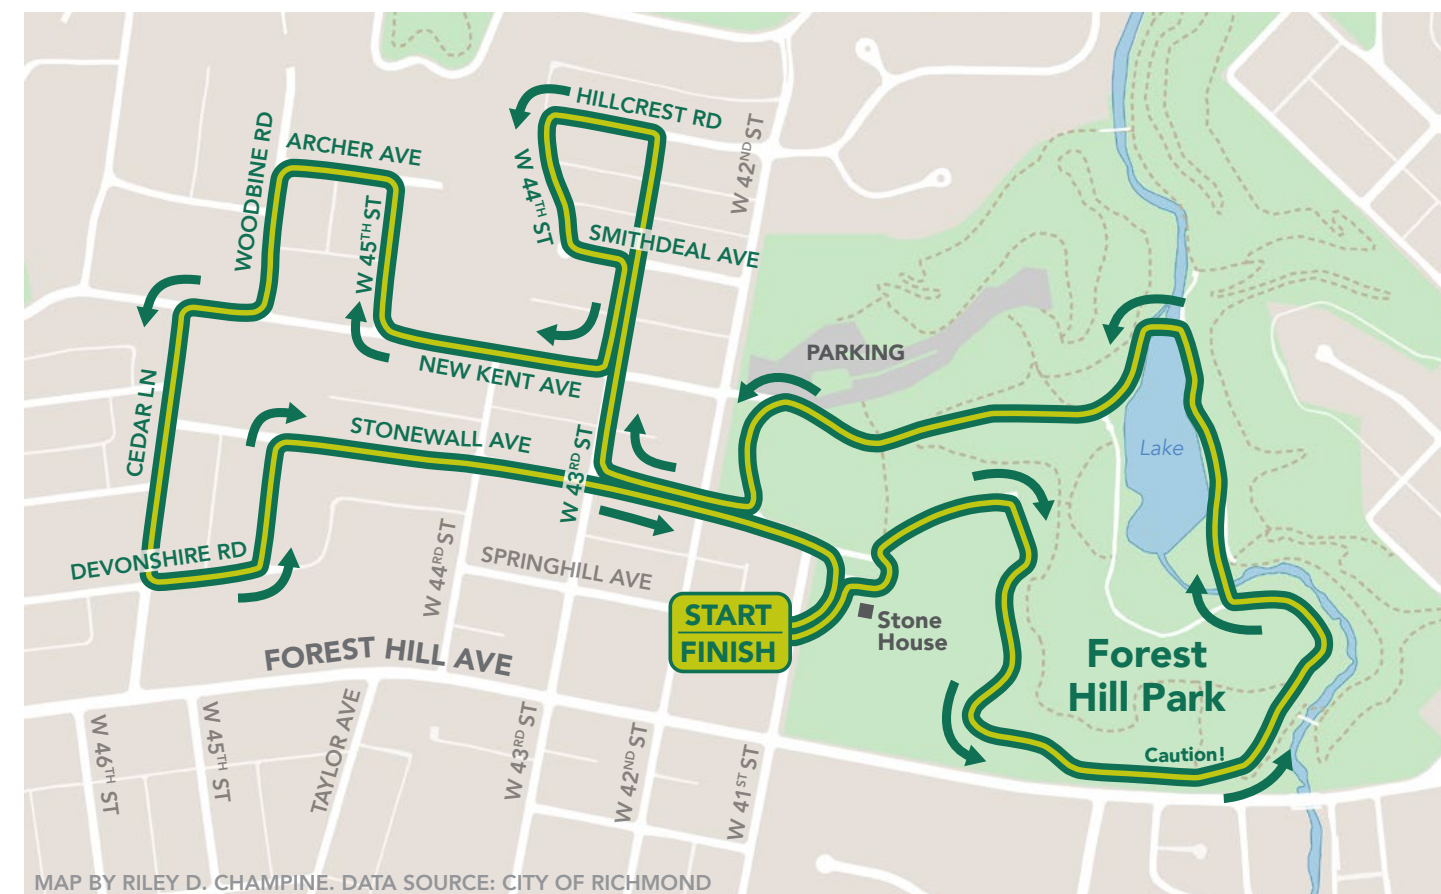 HILLCREST RD
W 42ND ST
WOODBINE RD
ARCHER AVE
W 44TH ST
W 45TH ST
SMITHDEAL AVE
PARKING
NEW KENT AVE
CEDAR LN
STONEWALL AVE
W 43RD ST
Lake
DEVONSHIRE RD
W 44RD ST
SPRINGHILL AVE
START
FINISH
Stone
House
FOREST HILL AVE
Forest
Hill Park
Caution!
W 46TH ST
W 45TH ST
TAYLOR AVE
W 43RD ST
W 42ND ST
W 41ST ST
MAP BY RILEY D. CHAMPINE. DATA SOURCE: CITY OF RICHMOND